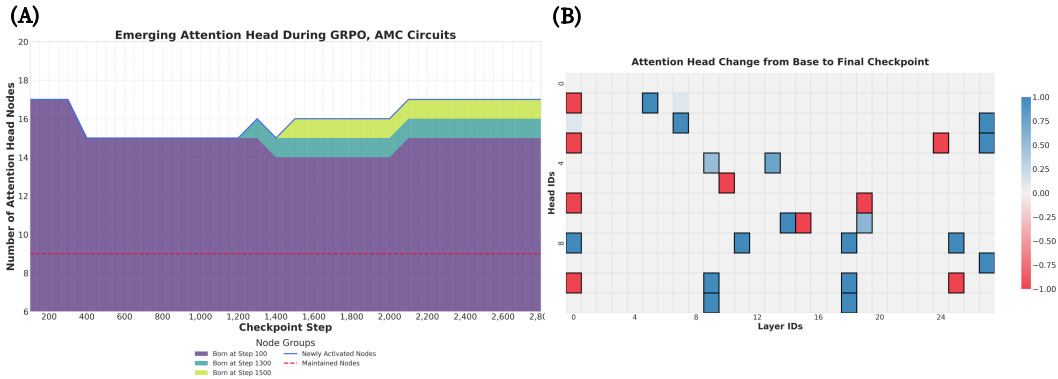 (A)
Emerging Attention Head During GRPO, AMC Circuits
Number of Attention Head Nodes
20
18
16
14
12
10
8
6
200 400 600 800 1,000 1,200 1,400 1,600 1,800 2,000 2,200 2,400 2,600 2,8
Checkpoint Step
Node Groups
Born at Step 100
Born at Step 1300
Born at Step 1500
Newly Activated Nodes
Maintained Nodes
(B)
Attention Head Change from Base to Final Checkpoint
Head IDs
0
4
8
0 4 8 12 16 20 24
Layer IDs
1.00
0.75
0.50
0.25
0.00
−0.25
−0.50
−0.75
−1.00